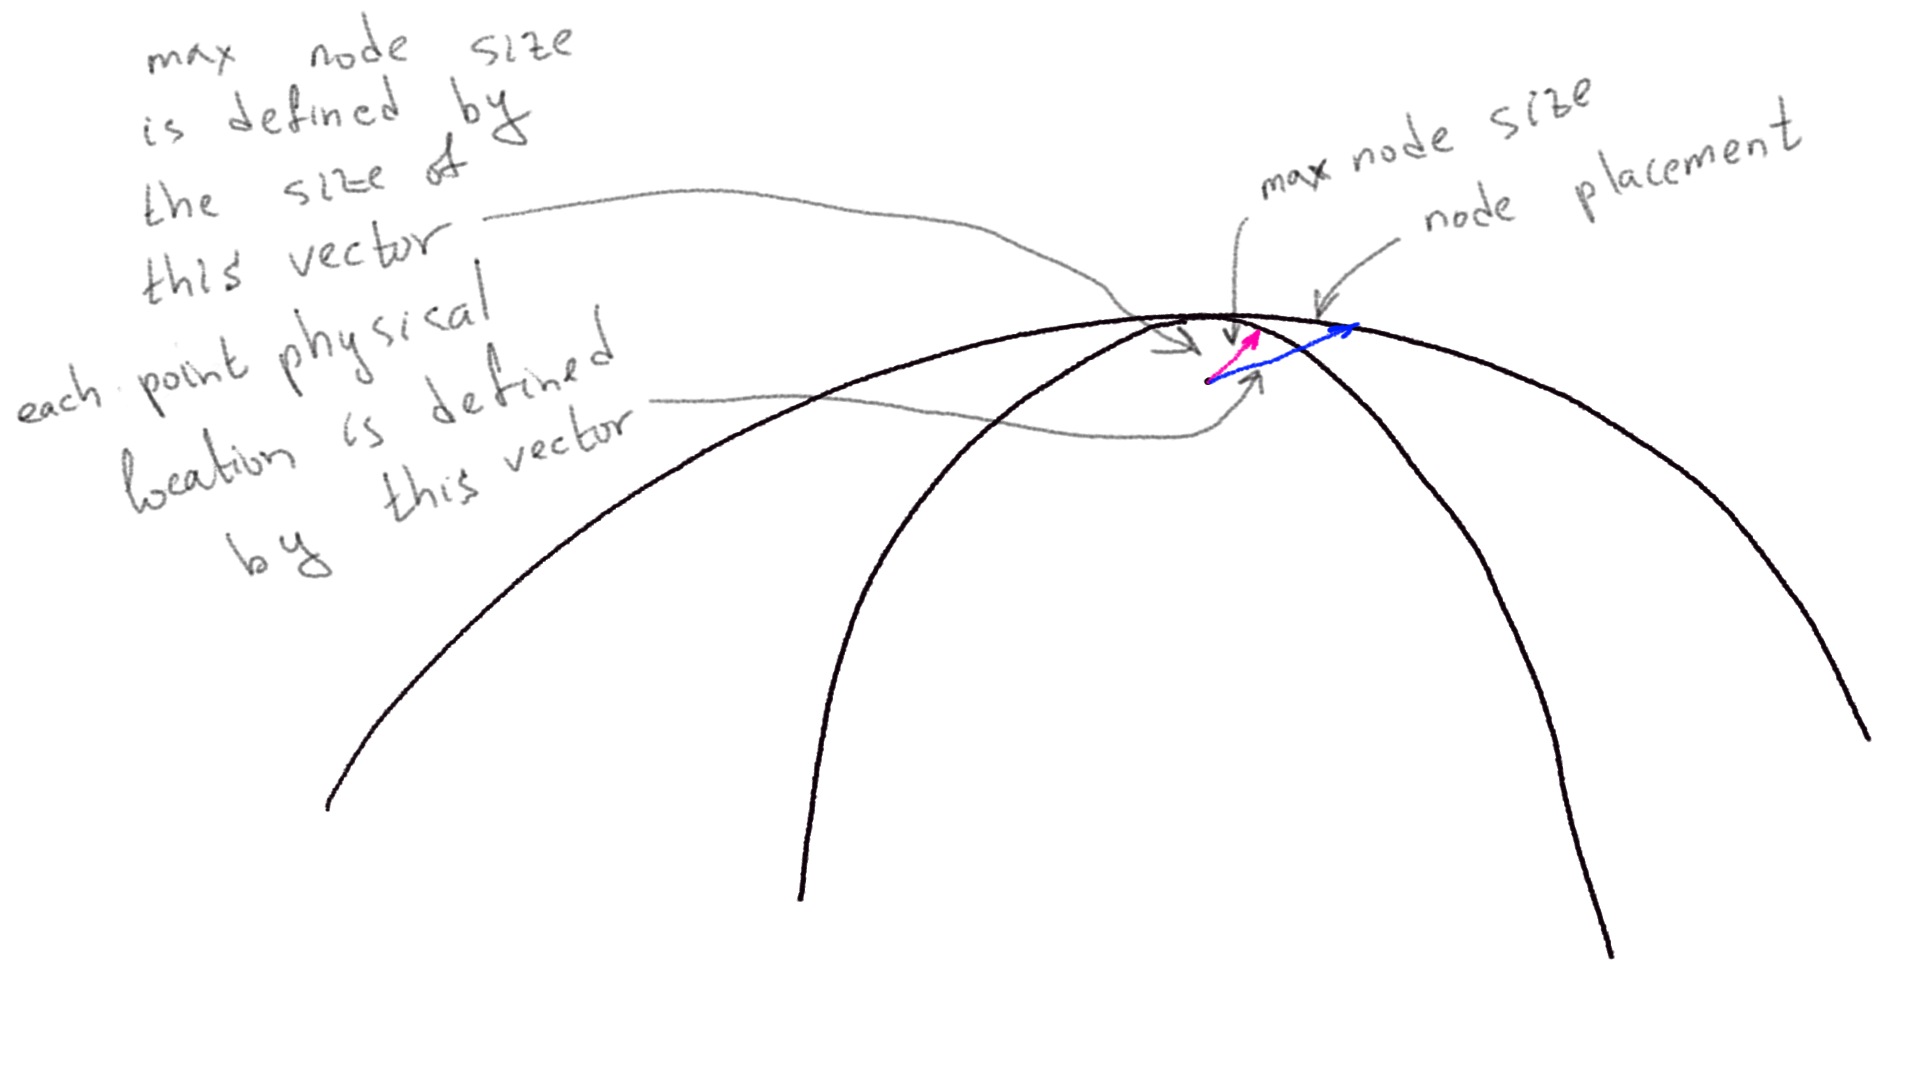 max node size
is defined by
the size of
this vector
each point physical
location is defined
by this vector
max node size
node placement